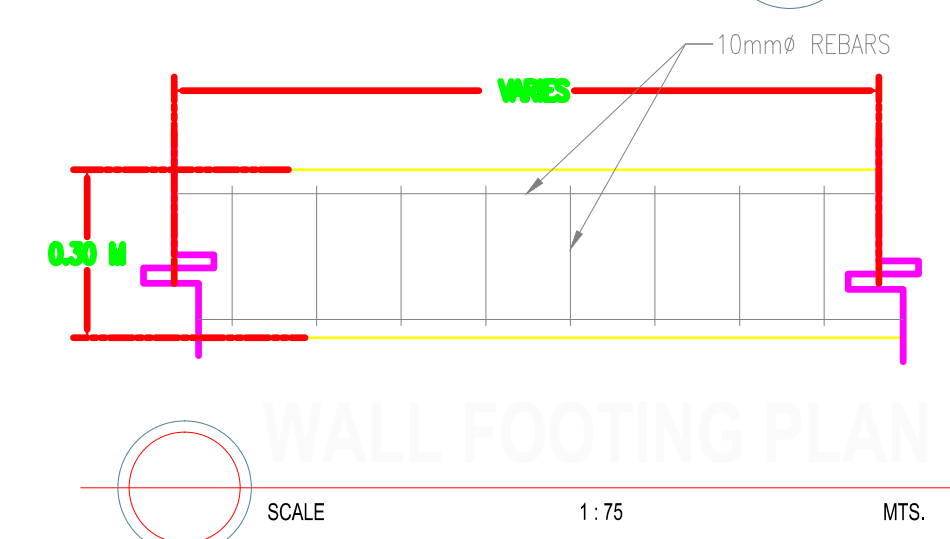 10mmø REBARS
VARIES
0.30 M
WALL FOOTING PLAN
SCALE 1 : 75 MTS.